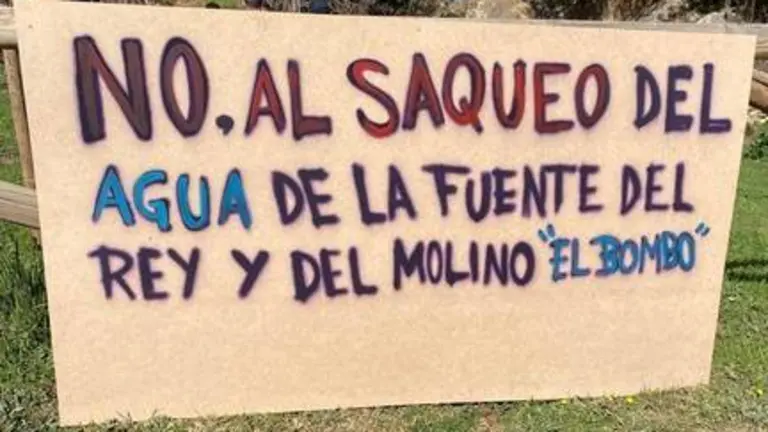 NO. AL SAQUEO DEL
AGUA DE LA FUENTE DEL
REY Y DEL MOLINO "EL BOMBO"